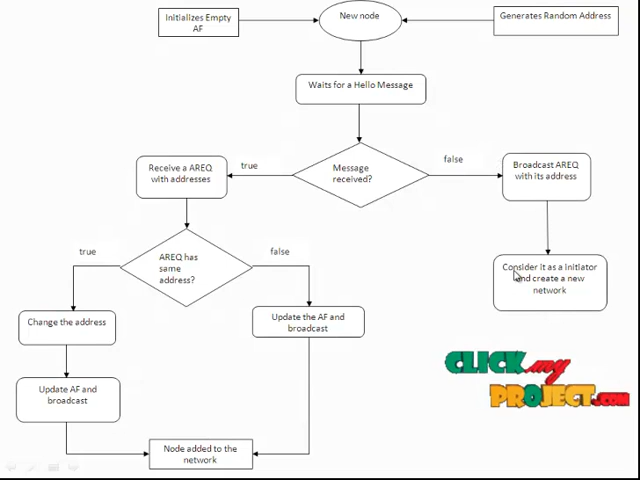 Initializes Empty
AF
New node
Generates Random Address
Waits for a Hello Message
Receive a AREQ
with addresses
true
Message
received?
false
Broadcast AREQ
with its address
true
AREQ has
same
address?
false
Consider it as a initiator
and create a new
network
Change the address
Update the AF and
broadcast
Update AF and
broadcast
Node added to the
network
CLICK my
PROJECT.COM